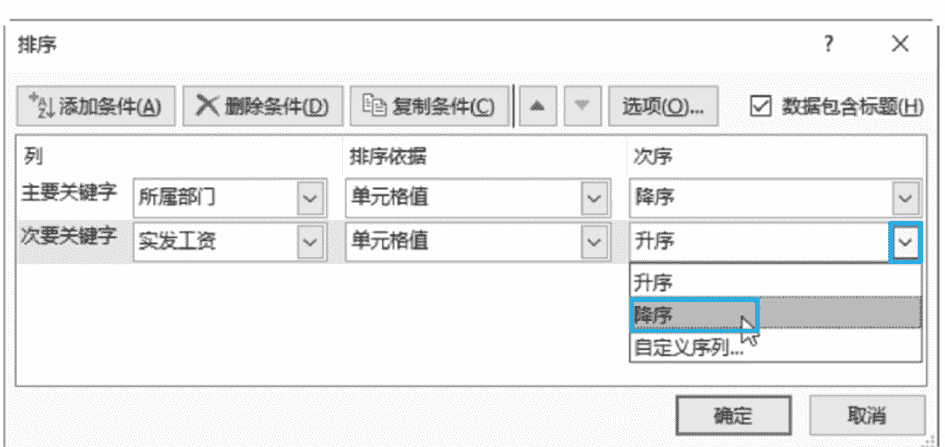 排序 ?
添加条件(A) 删除条件(D) 复制条件(C) 选项(O)... 数据包含标题(H)
列 排序依据 次序
主要关键字 所属部门 单元格值 降序
次要关键字 实发工资 单元格值 升序
升序
降序
自定义序列...
确定 取消